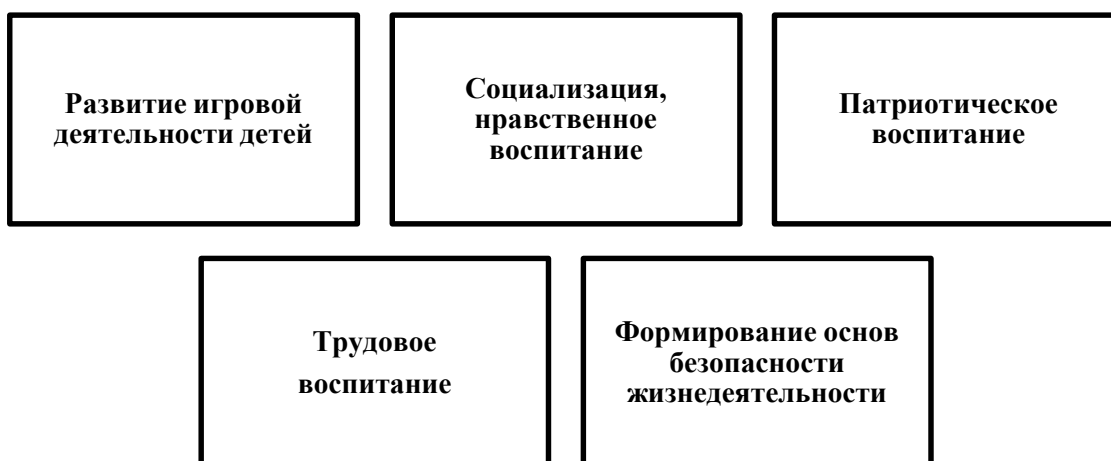 Развитие игровой
деятельности детей
Социализация,
нравственное
воспитание
Патриотическое
воспитание
Трудовое
воспитание
Формирование основ
безопасности
жизнедеятельности